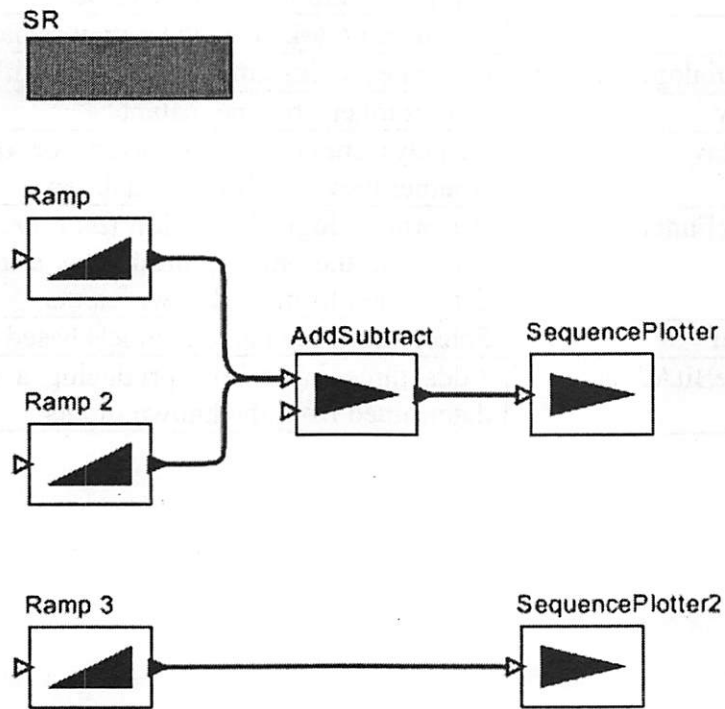 SR
Ramp
AddSubtract
SequencePlotter
Ramp 2
Ramp 3
SequencePlotter2